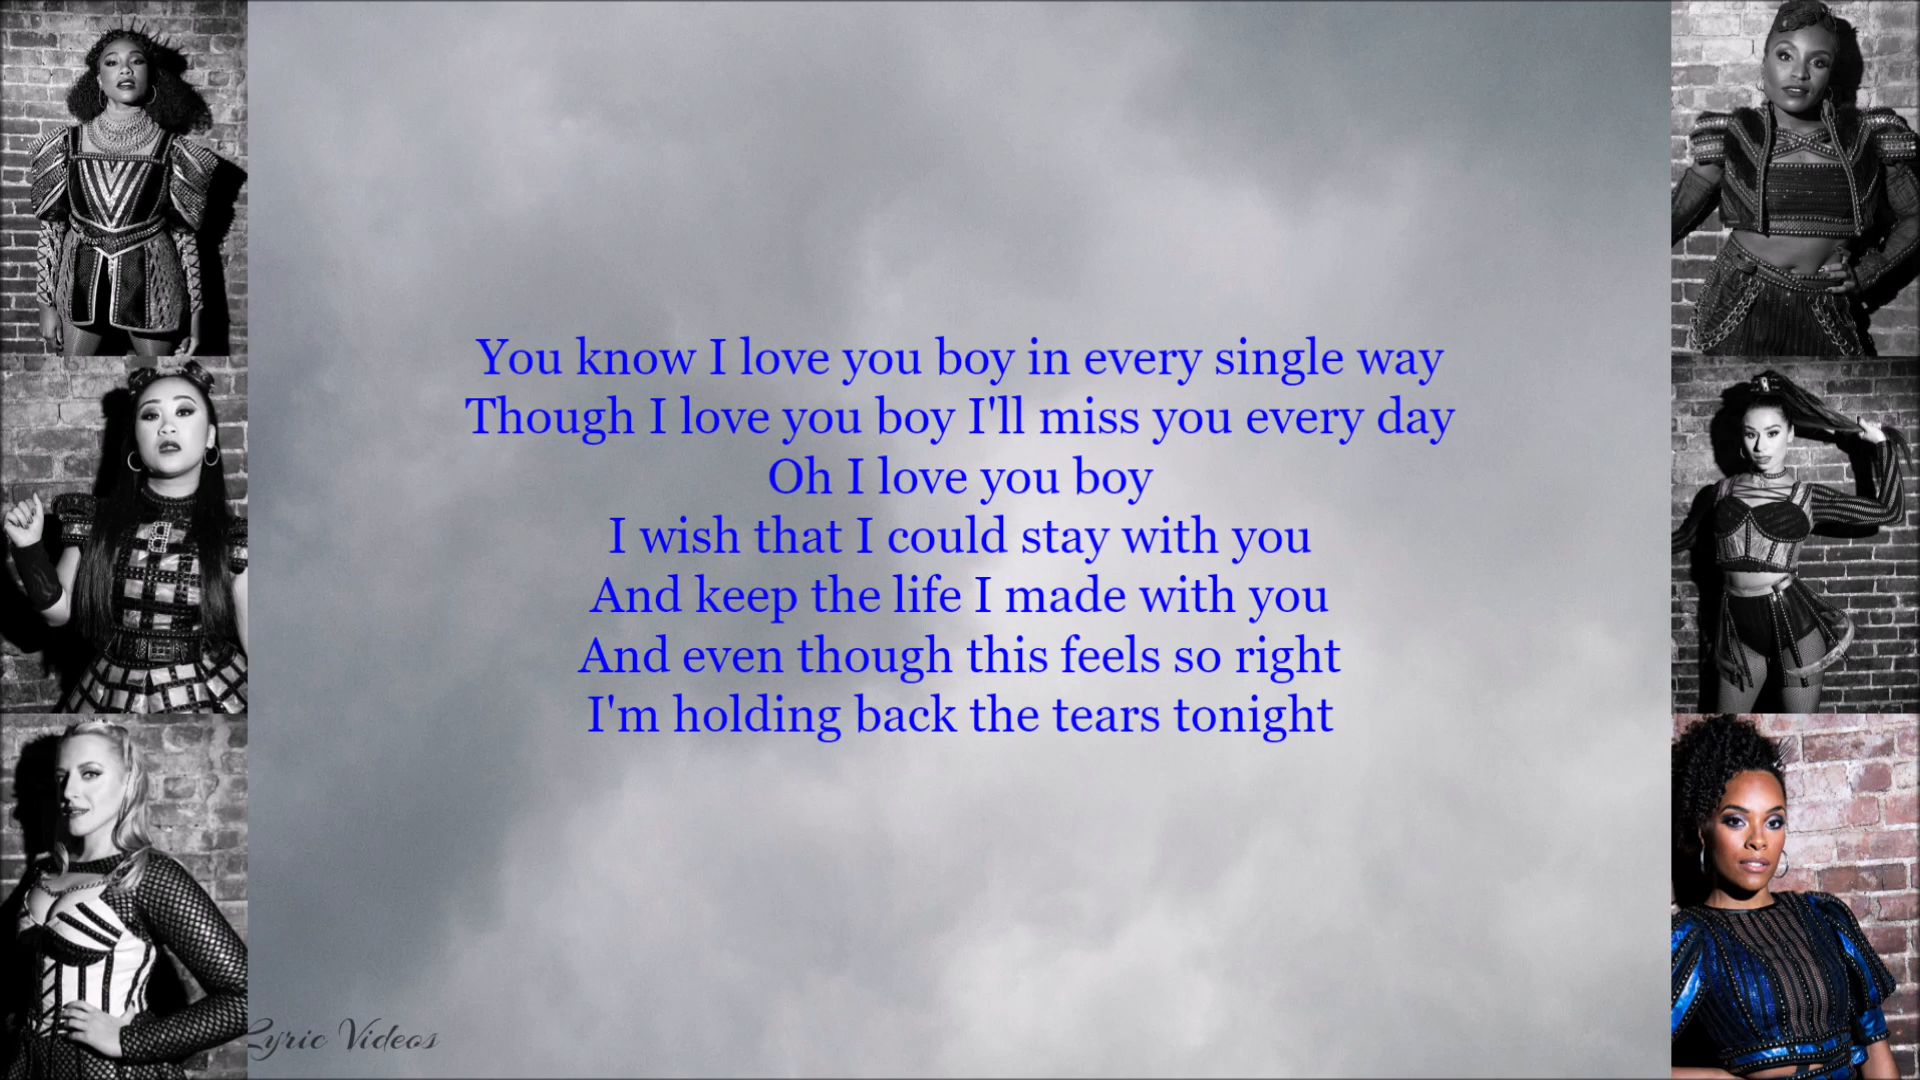 You know I love you boy in every single way
Though I love you boy I'll miss you every day
Oh I love you boy
I wish that I could stay with you
And keep the life I made with you
And even though this feels so right
I'm holding back the tears tonight
Lyric Videos